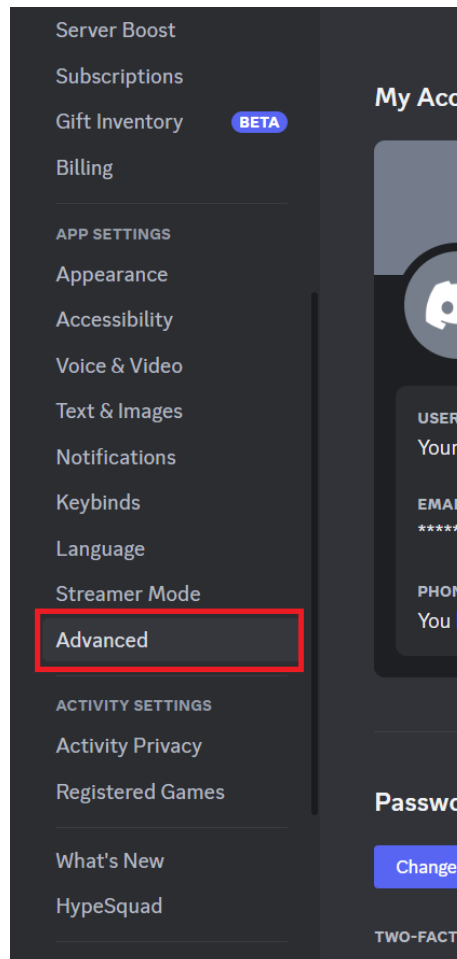 Server Boost
Subscriptions
Gift Inventory BETA
Billing
APP SETTINGS
Appearance
Accessibility
Voice & Video
Text & Images
Notifications
Keybinds
Language
Streamer Mode
Advanced
ACTIVITY SETTINGS
Activity Privacy
Registered Games
What's New
HypeSquad
My Acc
USER
Your
EMAI
*****
PHON
You
Passwo
Change
TWO-FACT